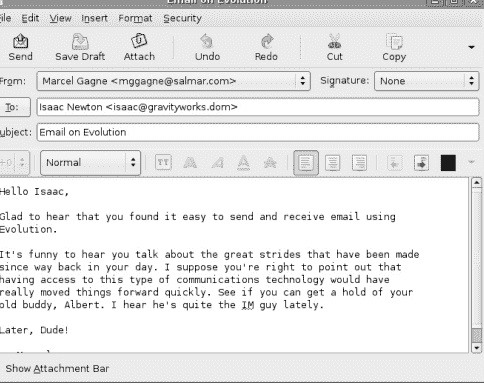 Email on Evolution
File Edit View Insert Format Security
Send Save Draft Attach Undo Redo Cut Copy
From: Marcel Gagne <mggagne@salmar.com> Signature: None
To: Isaac Newton <isaac@gravityworks.dom>
Subject: Email on Evolution
+0 Normal TT A A A A
Hello Isaac,
Glad to hear that you found it easy to send and receive email using
Evolution.
It's funny to hear you talk about the great strides that have been made
since way back in your day. I suppose you're right to point out that
having access to this type of communications technology would have
really moved things forward quickly. See if you can get a hold of your
old buddy, Albert. I hear he's quite the IM guy lately.
Later, Dude!
Show Attachment Bar